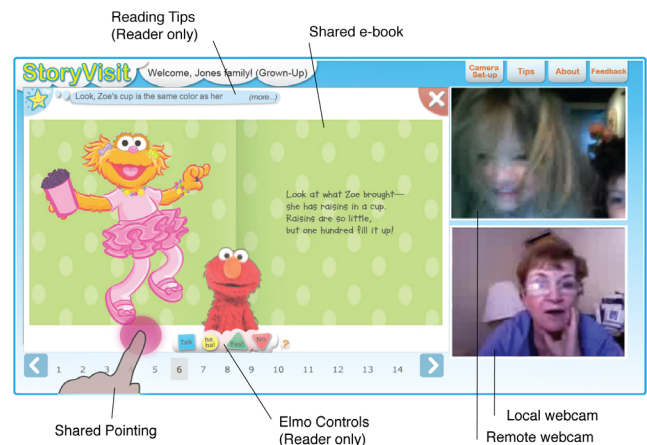 Reading Tips
(Reader only)
Shared e-book
StoryVisit
Welcome, Jones family! (Grown-Up)
Camera
Set-up
Tips
About
Feedback
Look, Zoe's cup is the same color as her (more..)
Look at what Zoe brought—
she has raisins in a cup.
Raisins are so little,
but one hundred fill it up!
Talk
ha
ha!
Yes!
No.
?
1 2 3 4 5 6 7 8 9 10 11 12 13 14
Shared Pointing
Elmo Controls
(Reader only)
Local webcam
Remote webcam